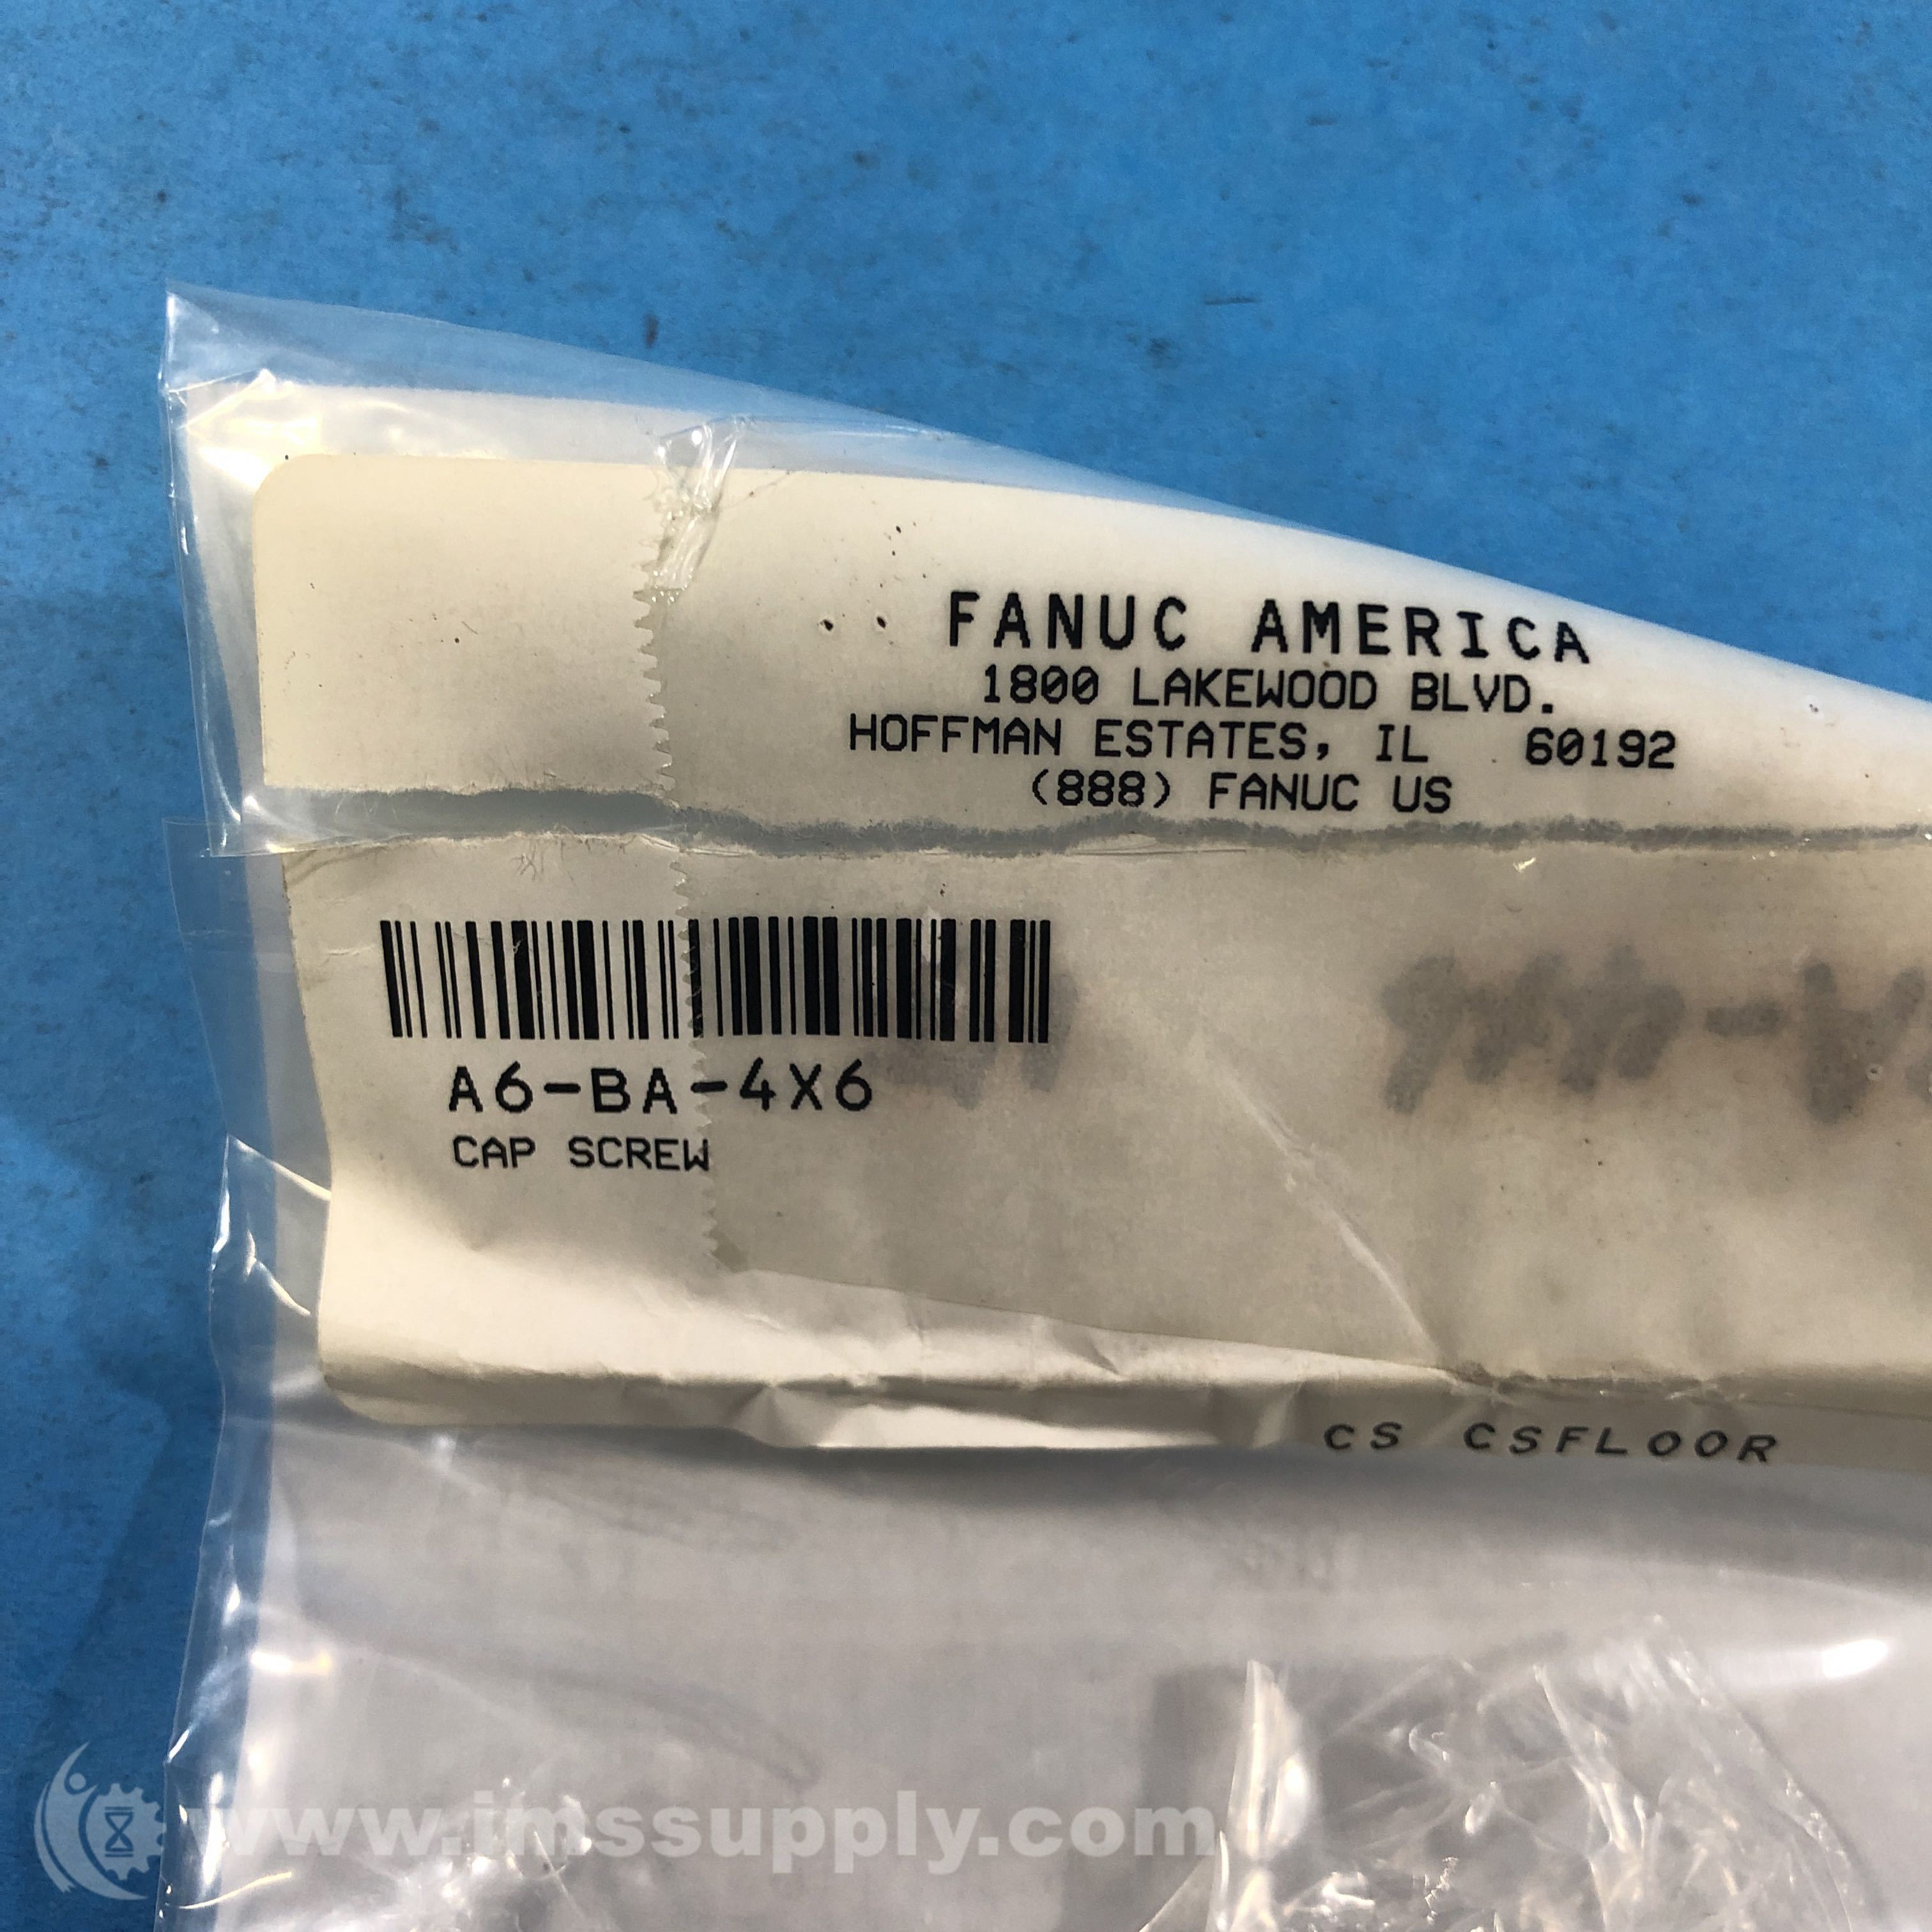 FANUC AMERICA
1800 LAKEWOOD BLVD.
HOFFMAN ESTATES, IL 60192
(888) FANUC US
A6-BA-4X6
CAP SCREW
CS CSFLOOR
www.imssupply.com